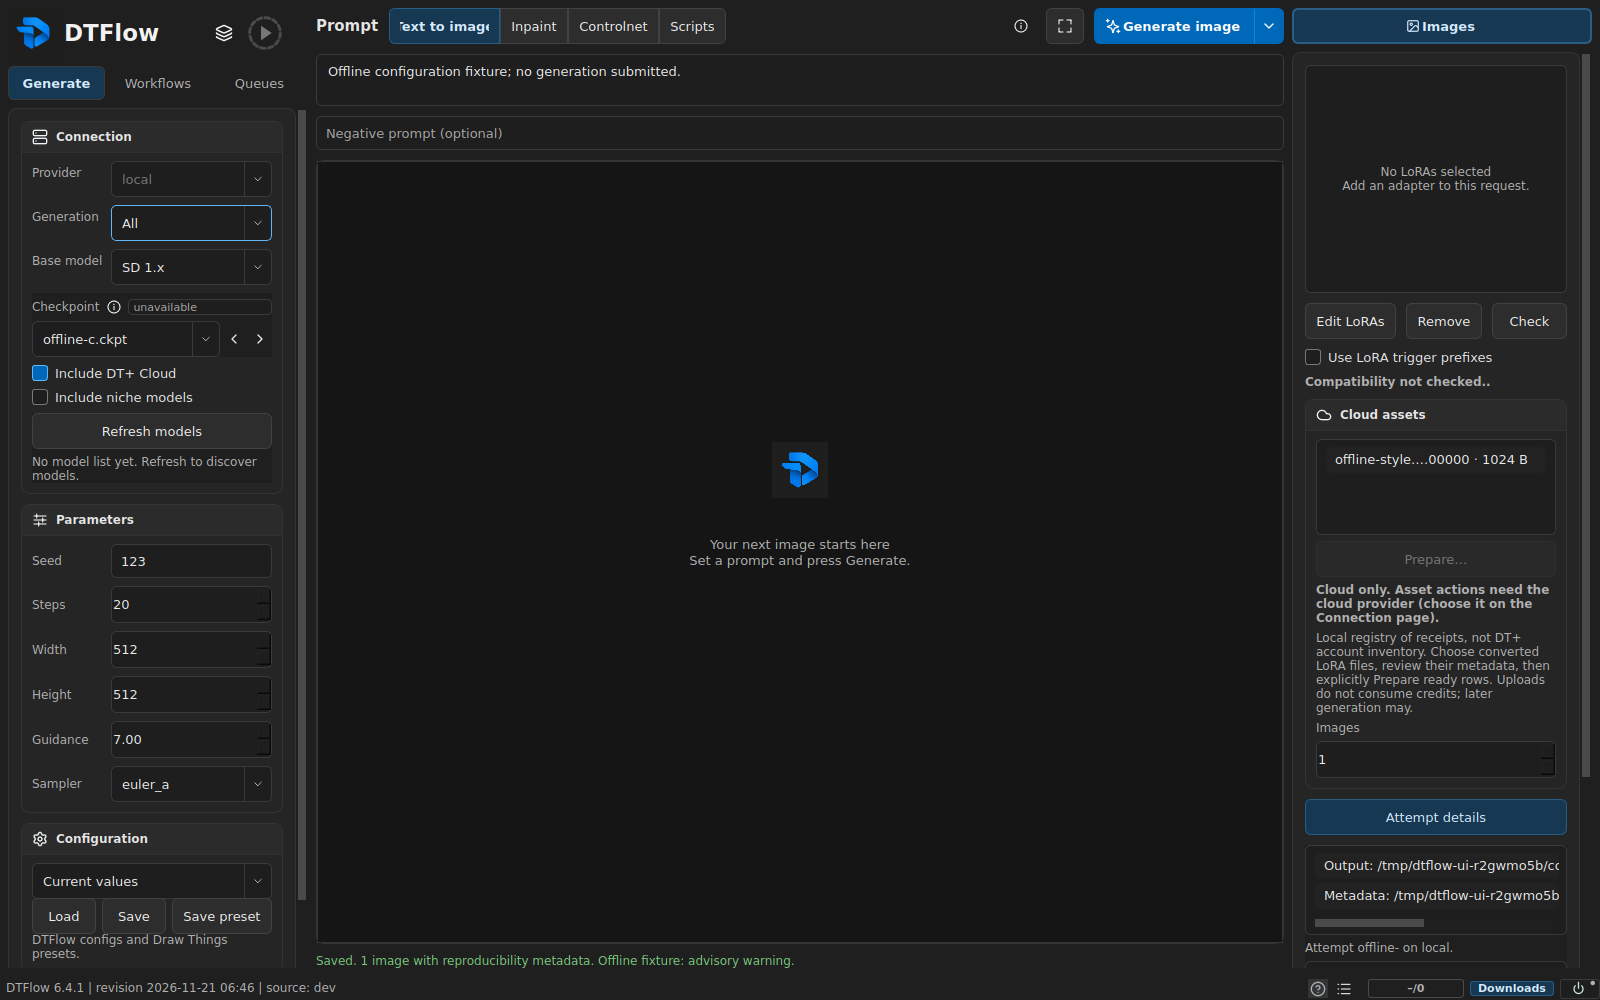 DTFlow
Generate
Workflows
Queues
Connection
Provider
local
Generation
All
Base model
SD 1.x
Checkpoint
unavailable
offline-c.ckpt
Include DT+ Cloud
Include niche models
Refresh models
No model list yet. Refresh to discover
models.
Parameters
Seed
123
Steps
20
Width
512
Height
512
Guidance
7.00
Sampler
euler_a
Configuration
Current values
Load
Save
Save preset
DTFlow configs and Draw Things
presets.
Prompt
Text to image
Inpaint
Controlnet
Scripts
Generate image
Offline configuration fixture; no generation submitted.
Negative prompt (optional)
Your next image starts here
Set a prompt and press Generate.
Saved. 1 image with reproducibility metadata. Offline fixture: advisory warning.
Images
No LoRAs selected
Add an adapter to this request.
Edit LoRAs
Remove
Check
Use LoRA trigger prefixes
Compatibility not checked..
Cloud assets
offline-style....00000 · 1024 B
Prepare...
Cloud only. Asset actions need the
cloud provider (choose it on the
Connection page).
Local registry of receipts, not DT+
account inventory. Choose converted
LoRA files, review their metadata, then
explicitly Prepare ready rows. Uploads
do not consume credits; later
generation may.
Images
1
Attempt details
Output: /tmp/dtflow-ui-r2gwmo5b/cc
Metadata: /tmp/dtflow-ui-r2gwmo5b
Attempt offline- on local.
DTFlow 6.4.1 | revision 2026-11-21 06:46 | source: dev
-/0
Downloads